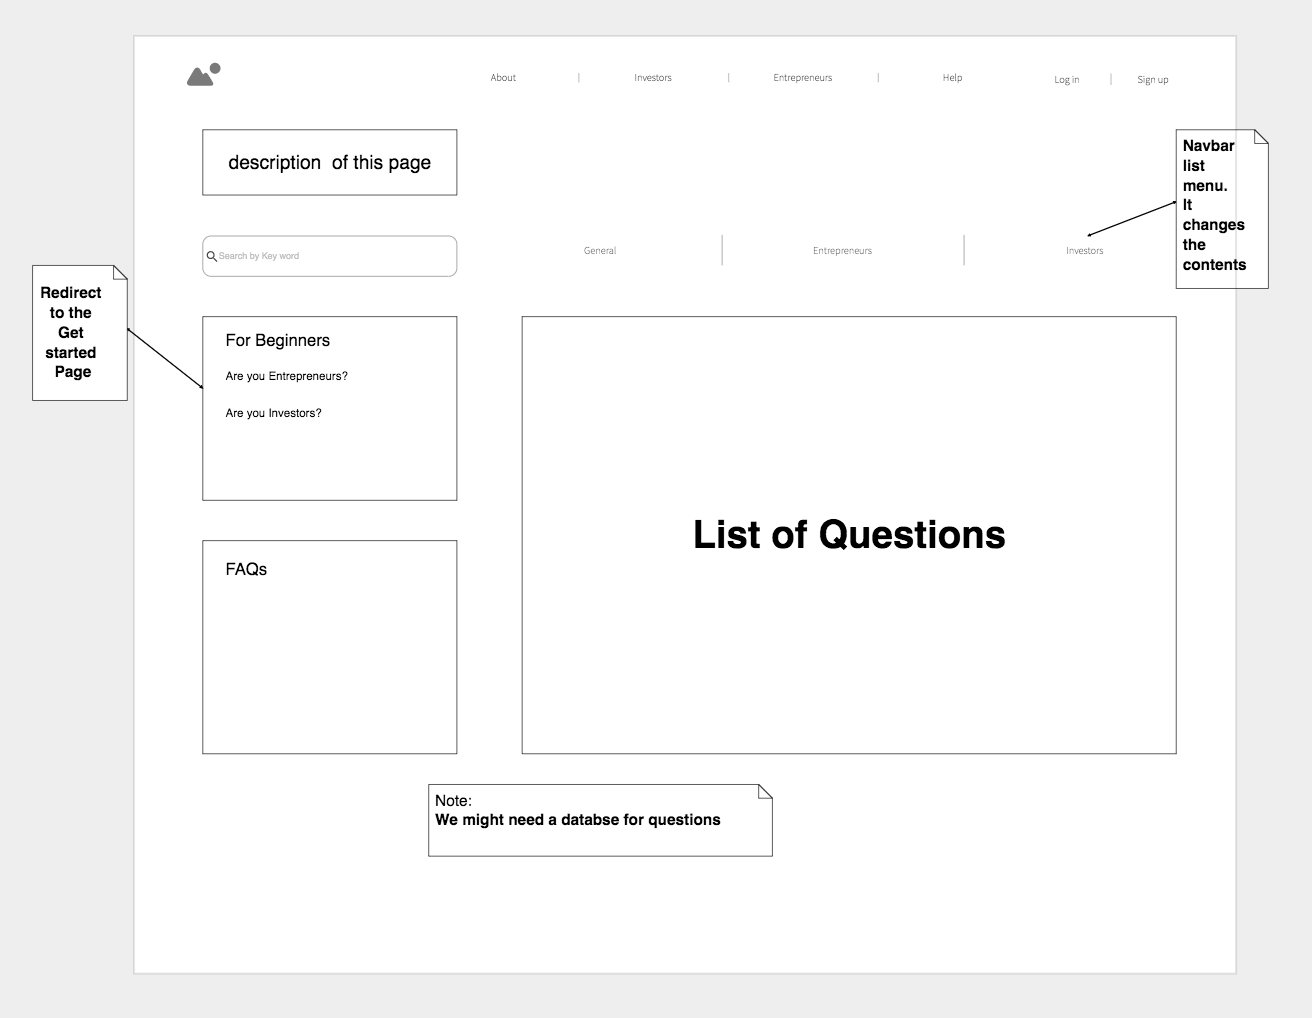 About
Investors
Entrepreneurs
Help
Log in
Sign up
description  of this page
Navbar
list
menu.
It
changes
the
contents
Search by Key word
General
Entrepreneurs
Investors
Redirect
to the
Get
started
Page
For Beginners
Are you Entrepreneurs?
Are you Investors?
List of Questions
FAQs
Note:
We might need a databse for questions